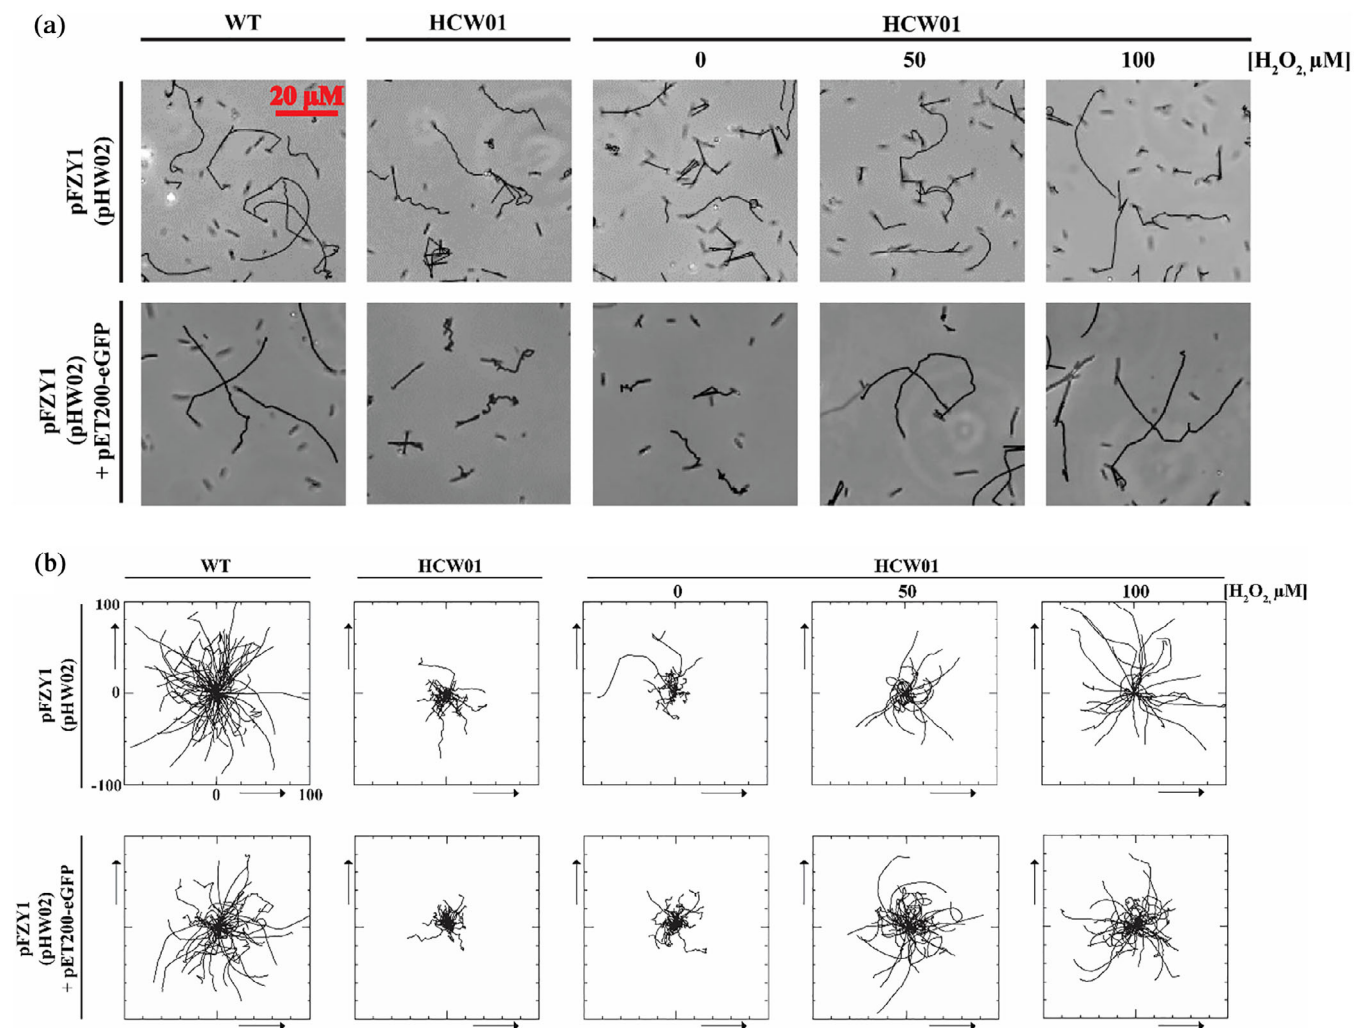 (a)
WT HCW01 HCW01
0 50 100 [H₂O₂, µM]
20 µM
pFZY1
(pHW02)
pFZY1
(pHW02)
+ pET200-eGFP
(b)
WT HCW01 HCW01
0 50 100 [H₂O₂, µM]
100
0
-100
0 100
pFZY1
(pHW02)
pFZY1
(pHW02)
+ pET200-eGFP